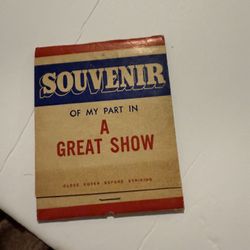 SOUVENIR
OF MY PART IN
A
GREAT SHOW
CLOSE COVER BEFORE STRIKING